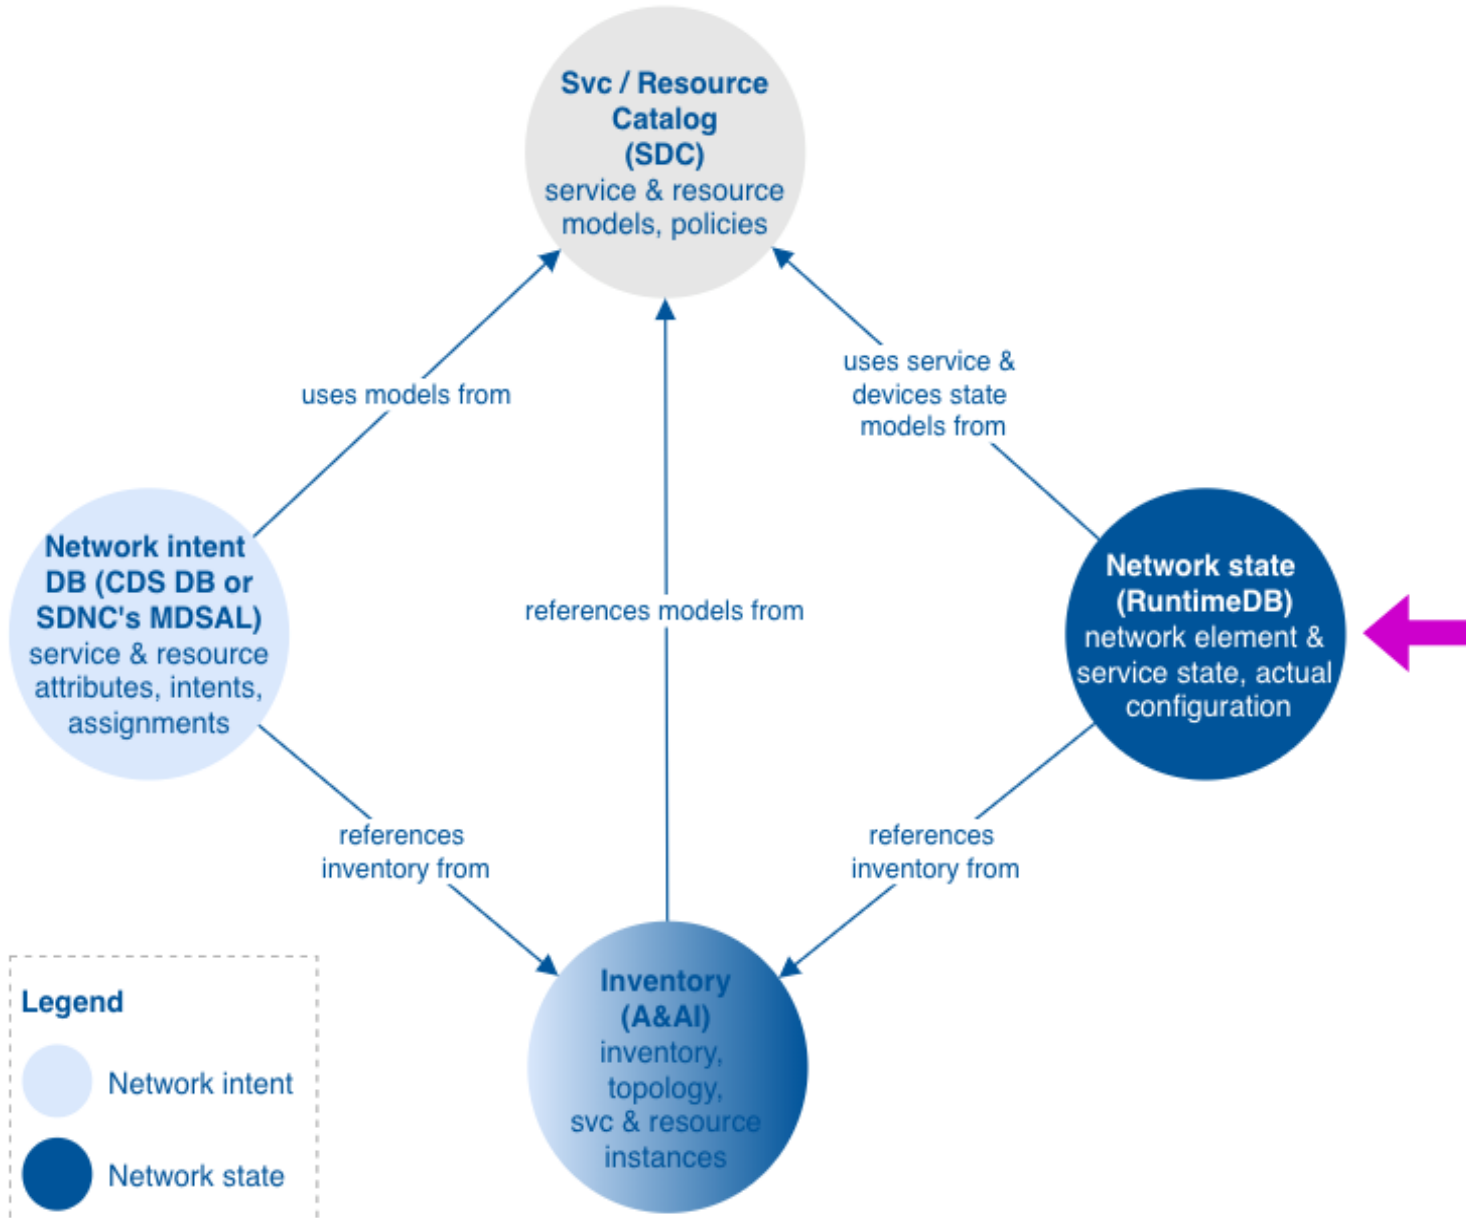 Svc / Resource
Catalog
(SDC)
service & resource
models, policies
uses models from
uses service &
devices state
models from
references models from
Network intent
DB (CDS DB or
SDNC's MDSAL)
service & resource
attributes, intents,
assignments
Network state
(RuntimeDB)
network element &
service state, actual
configuration
references
inventory from
references
inventory from
Inventory
(A&AI)
inventory,
topology,
svc & resource
instances
Legend
Network intent
Network state